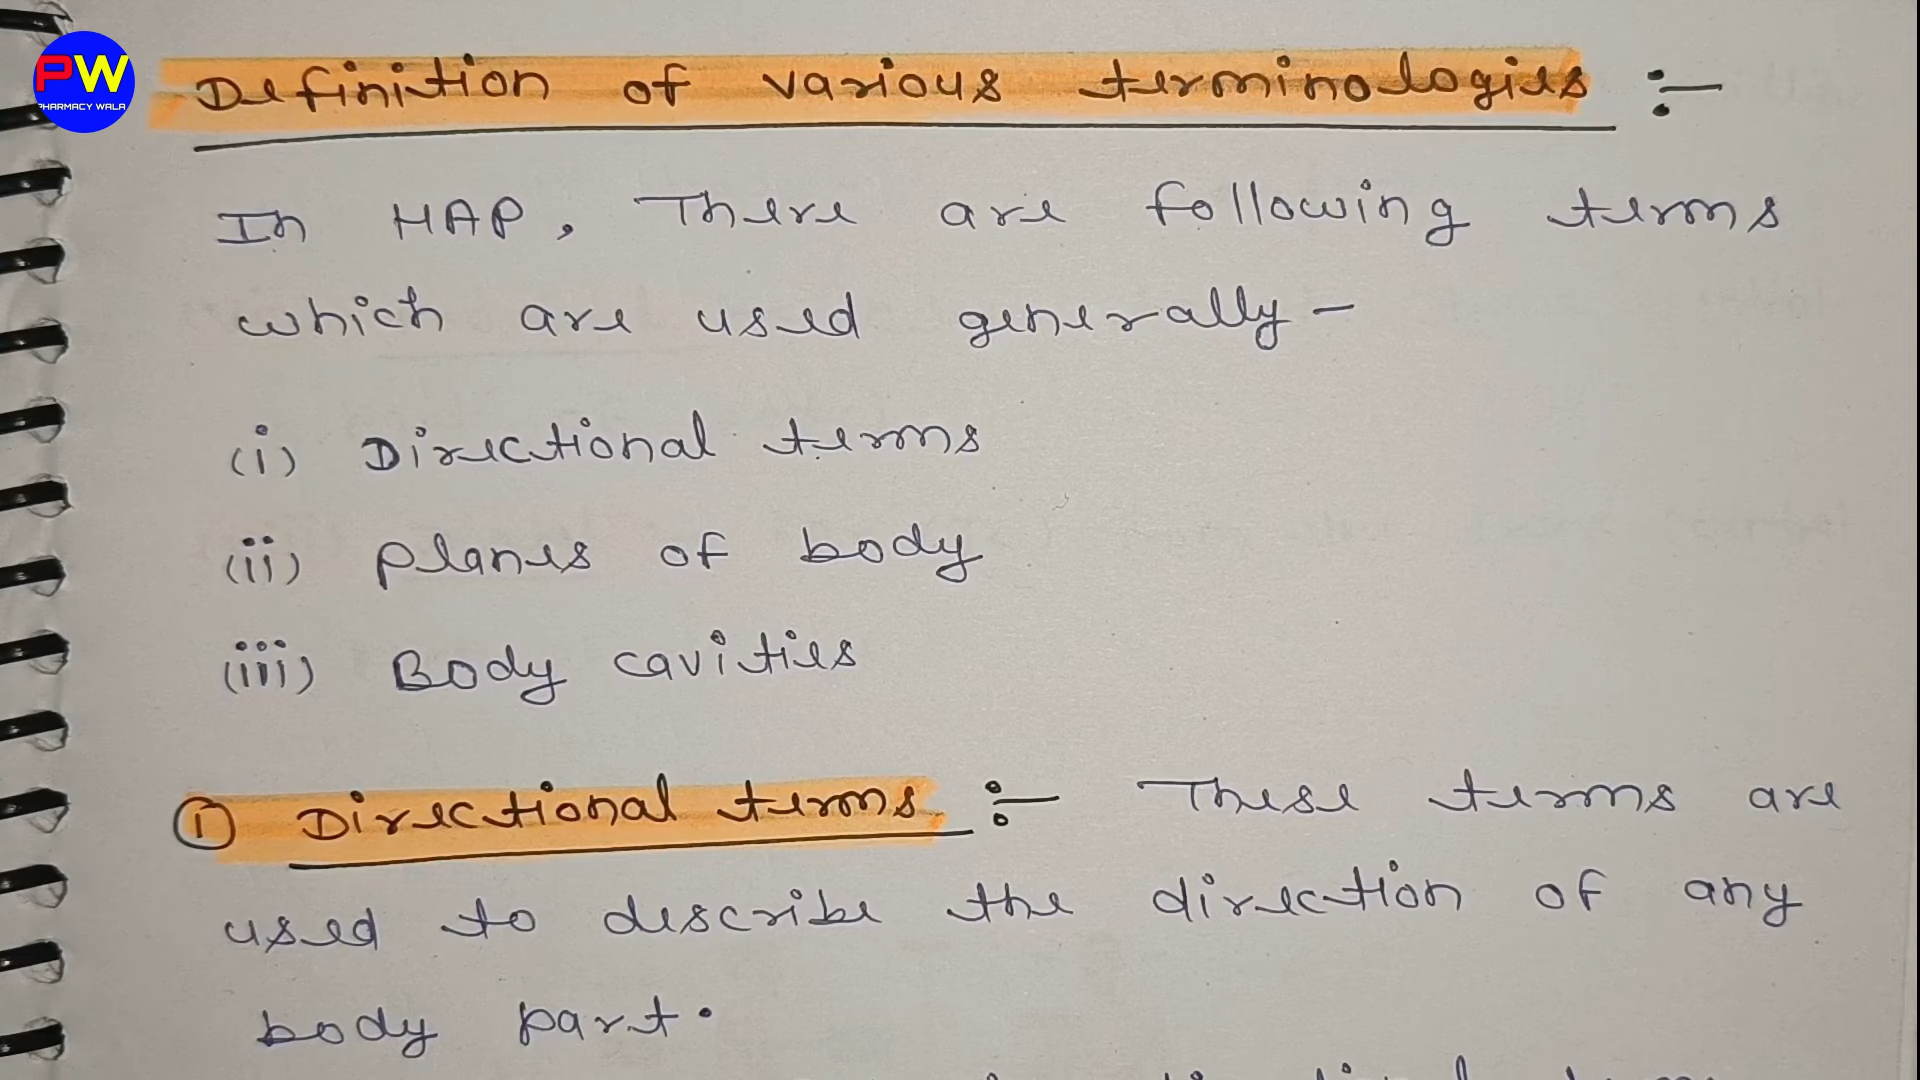 PW
PHARMACY WALA
Definition of various terminologies :-
In HAP, There are following terms
which are used generally -
(i) Directional terms
(ii) planes of body
(iii) Body cavities
① Directional terms :- These terms are
used to describe the direction of any
body part.